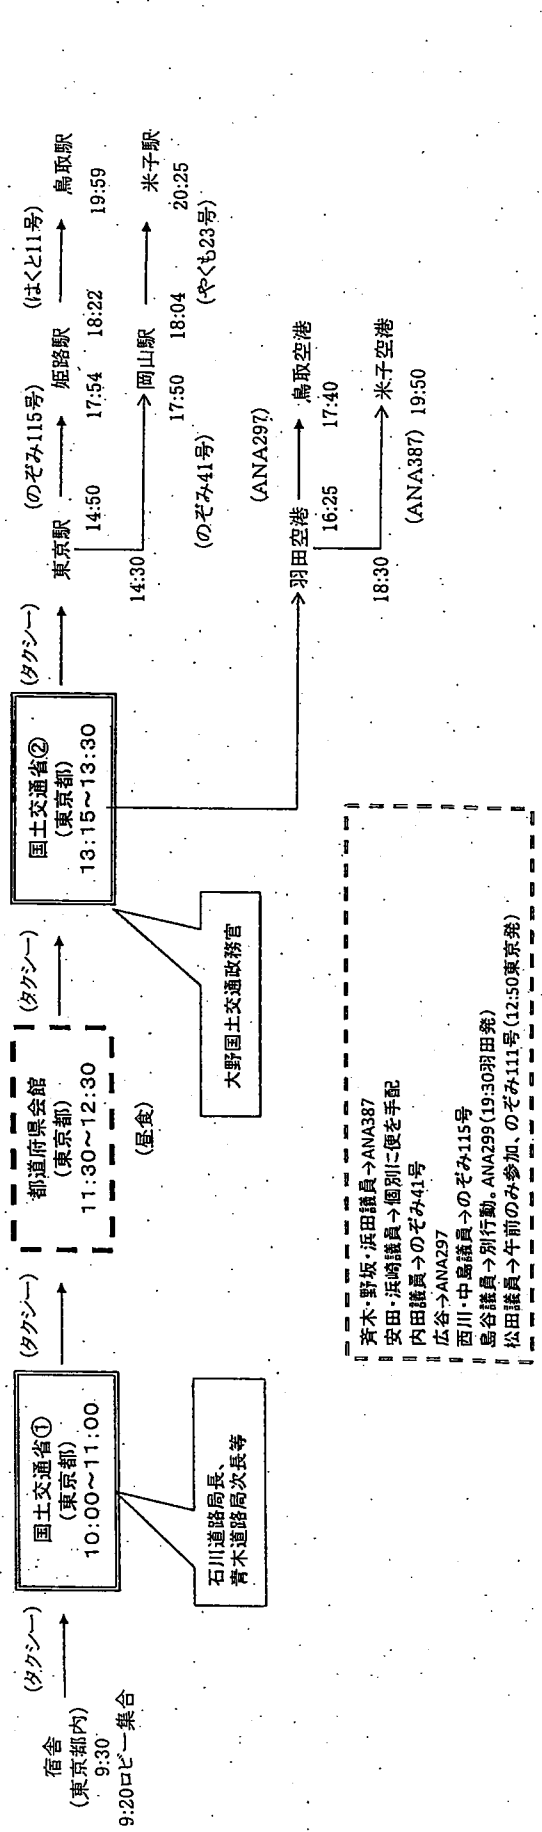 宿舎
(東京都内)
9:30
9:20ロビー集合
(タクシー)
国土交通省①
(東京都)
10:00~11:00
石川道路局長、
青木道路局次長等
(タクシー)
都道府県会館
(東京都)
11:30~12:30
(昼食)
(タクシー)
国土交通省②
(東京都)
13:15~13:30
大野国土交通政務官
(タクシー)
東京駅
14:50
(のぞみ115号)
姫路駅
17:54 18:22
(はくと11号)
鳥取駅
19:59
14:30
(のぞみ41号)
岡山駅
17:50 18:04
(やくも23号)
米子駅
20:25
羽田空港
16:25
(ANA297)
鳥取空港
17:40
18:30
(ANA387)
米子空港
19:50
斉木・野坂・浜田議員→ANA387
安田・浜崎議員→個別に便を手配
内田議員→のぞみ41号
広谷→ANA297
西川・中島議員→のぞみ115号
島谷議員→別行動。ANA299(19:30羽田発)
松田議員→午前のみ参加、のぞみ111号(12:50東京発)